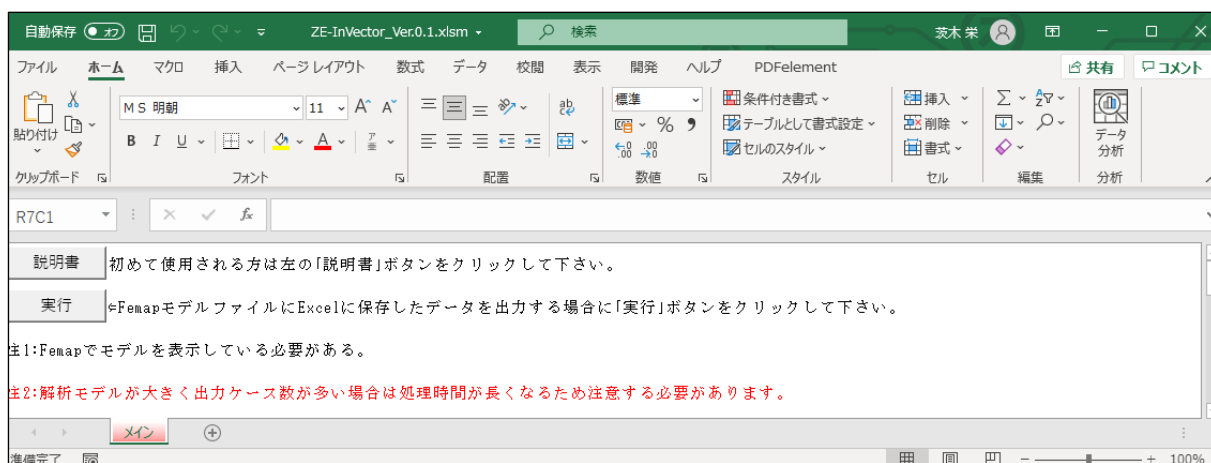 自動保存 オフ ZE-InVector_Ver.0.1.xlsm 検索 茨木 栄
ファイル ホーム マクロ 挿入 ページ レイアウト 数式 データ 校閲 表示 開発 ヘルプ PDFelement 共有 コメント
貼り付け
MS 明朝 11
B I U
標準
条件付き書式
テーブルとして書式設定
セルのスタイル
挿入
削除
書式
データ
分析
クリップボード フォント 配置 数値 スタイル セル 編集 分析
R7C1 fx
説明書 初めて使用される方は左の「説明書」ボタンをクリックして下さい。
実行 ⇐FemapモデルファイルにExcelに保存したデータを出力する場合に「実行」ボタンをクリックして下さい。
注1:Femapでモデルを表示している必要がある。
注2:解析モデルが大きく出力ケース数が多い場合は処理時間が長くなるため注意する必要があります。
メイン
準備完了 100%